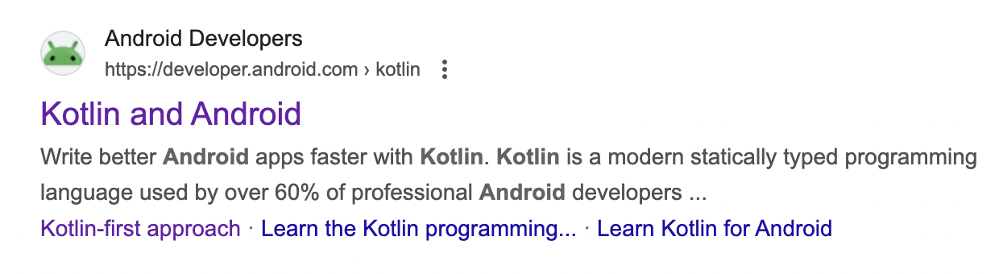 Android Developers
https://developer.android.com › kotlin
Kotlin and Android
Write better Android apps faster with Kotlin. Kotlin is a modern statically typed programming
language used by over 60% of professional Android developers ...
Kotlin-first approach · Learn the Kotlin programming... · Learn Kotlin for Android